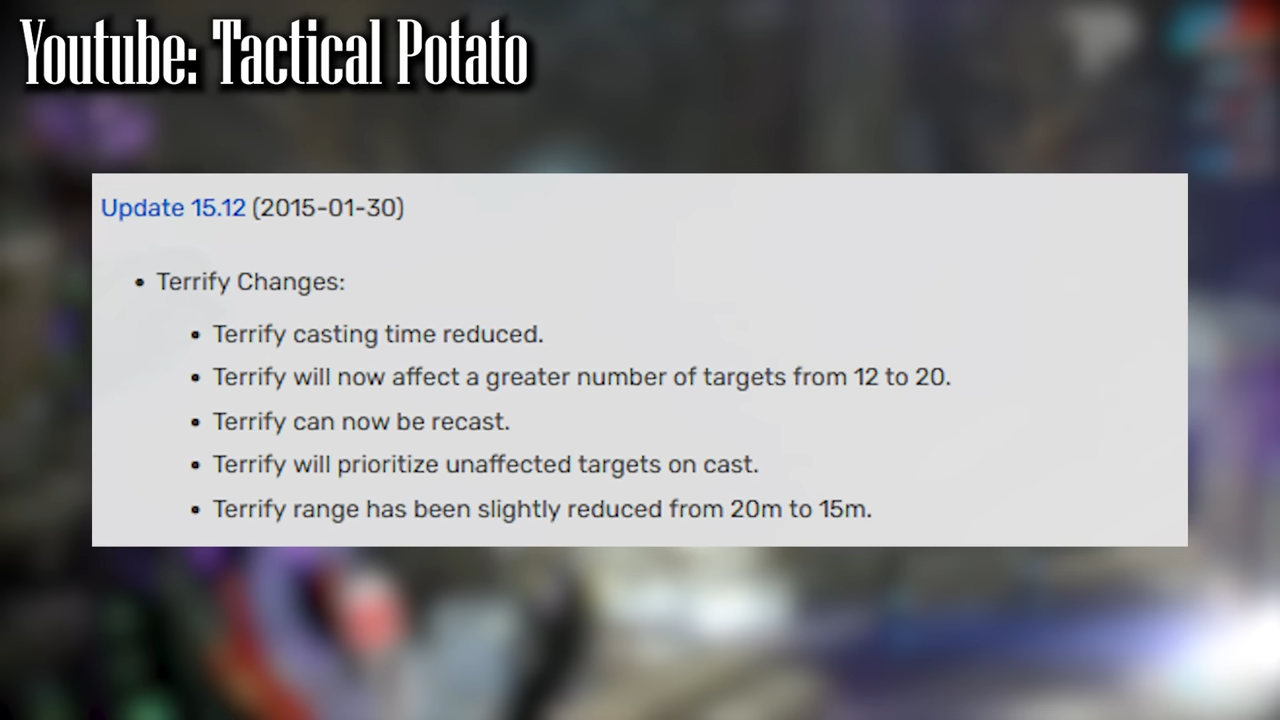 Youtube: Tactical Potato
Update 15.12 (2015-01-30)
• Terrify Changes:
• Terrify casting time reduced.
• Terrify will now affect a greater number of targets from 12 to 20.
• Terrify can now be recast.
• Terrify will prioritize unaffected targets on cast.
• Terrify range has been slightly reduced from 20m to 15m.